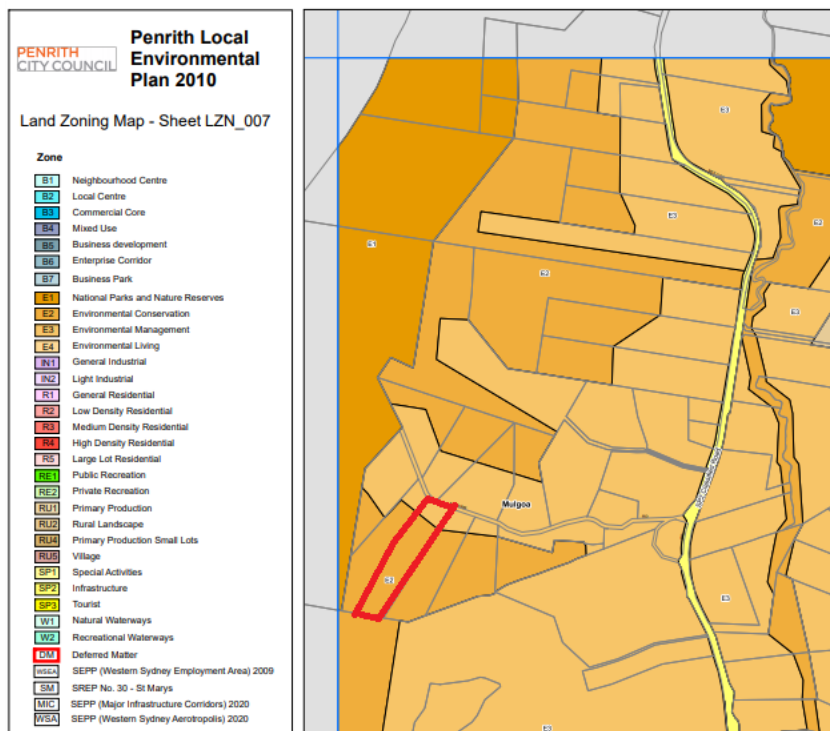 PENRITH
CITY COUNCIL
Penrith Local
Environmental
Plan 2010
Land Zoning Map - Sheet LZN_007
Zone
B1 Neighbourhood Centre
B2 Local Centre
B3 Commercial Core
B4 Mixed Use
B5 Business development
B6 Enterprise Corridor
B7 Business Park
E1 National Parks and Nature Reserves
E2 Environmental Conservation
E3 Environmental Management
E4 Environmental Living
IN1 General Industrial
IN2 Light Industrial
R1 General Residential
R2 Low Density Residential
R3 Medium Density Residential
R4 High Density Residential
R5 Large Lot Residential
RE1 Public Recreation
RE2 Private Recreation
RU1 Primary Production
RU2 Rural Landscape
RU4 Primary Production Small Lots
RU5 Village
SP1 Special Activities
SP2 Infrastructure
SP3 Tourist
W1 Natural Waterways
W2 Recreational Waterways
DM Deferred Matter
WSEA SEPP (Western Sydney Employment Area) 2009
SM SREP No. 30 - St Marys
MIC SEPP (Major Infrastructure Corridors) 2020
WSA SEPP (Western Sydney Aerotropolis) 2020
E3
E3
E2
E1
E2
E3
Mulgoa
SP2 Classified Road
E2
E3
E3